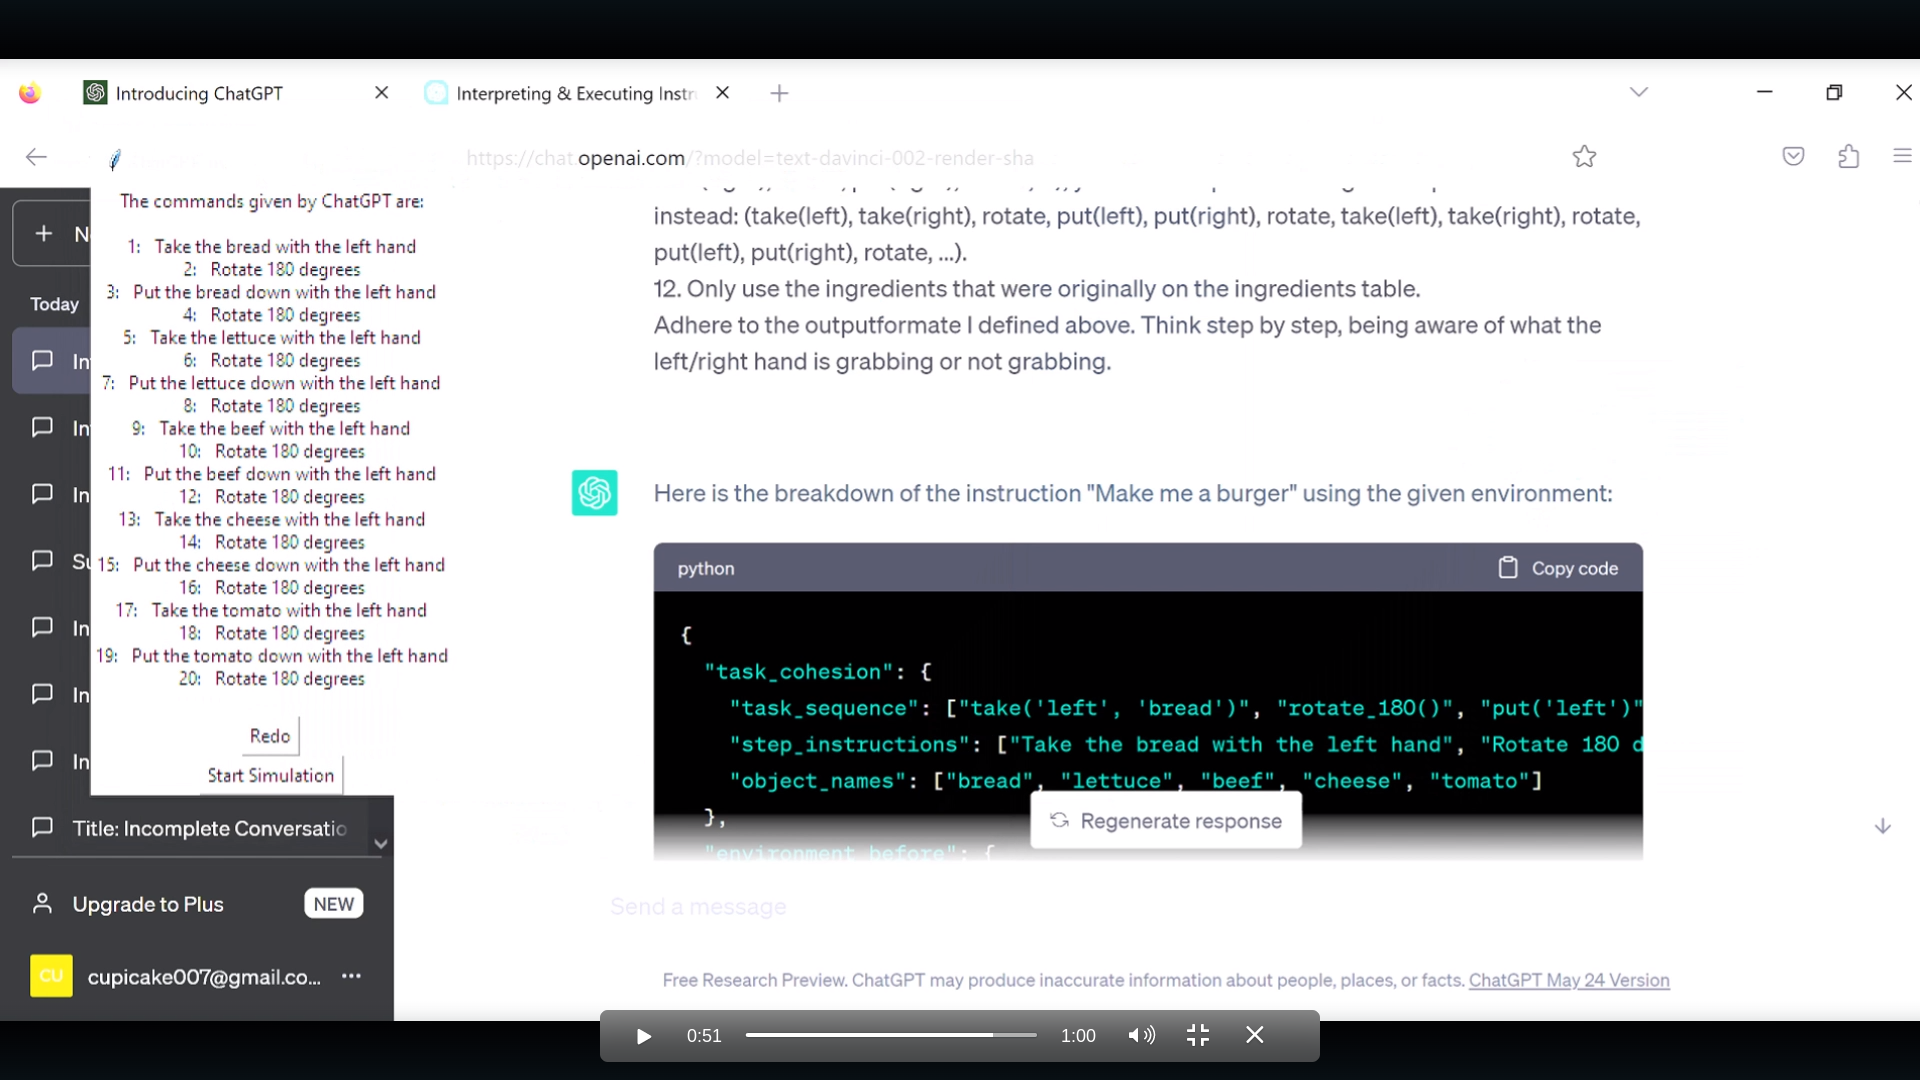 Introducing ChatGPT
Interpreting & Executing Instr
https://chat.openai.com/?model=text-davinci-002-render-sha
The commands given by ChatGPT are:
1: Take the bread with the left hand
2: Rotate 180 degrees
3: Put the bread down with the left hand
4: Rotate 180 degrees
5: Take the lettuce with the left hand
6: Rotate 180 degrees
7: Put the lettuce down with the left hand
8: Rotate 180 degrees
9: Take the beef with the left hand
10: Rotate 180 degrees
11: Put the beef down with the left hand
12: Rotate 180 degrees
13: Take the cheese with the left hand
14: Rotate 180 degrees
15: Put the cheese down with the left hand
16: Rotate 180 degrees
17: Take the tomato with the left hand
18: Rotate 180 degrees
19: Put the tomato down with the left hand
20: Rotate 180 degrees
Redo
Start Simulation
+ N
Today
In
In
In
Su
In
In
In
Title: Incomplete Conversatio
Upgrade to Plus NEW
CU cupicake007@gmail.co... ...
instead: (take(left), take(right), rotate, put(left), put(right), rotate, take(left), take(right), rotate,
put(left), put(right), rotate, ...).
12. Only use the ingredients that were originally on the ingredients table.
Adhere to the outputformate I defined above. Think step by step, being aware of what the
left/right hand is grabbing or not grabbing.
Here is the breakdown of the instruction "Make me a burger" using the given environment:
python Copy code
{
"task_cohesion": {
"task_sequence": ["take('left', 'bread')", "rotate_180()", "put('left')"
"step_instructions": ["Take the bread with the left hand", "Rotate 180 d
"object_names": ["bread", "lettuce", "beef", "cheese", "tomato"]
},
"environment_before": {
Regenerate response
Send a message
Free Research Preview. ChatGPT may produce inaccurate information about people, places, or facts. ChatGPT May 24 Version
0:51 1:00